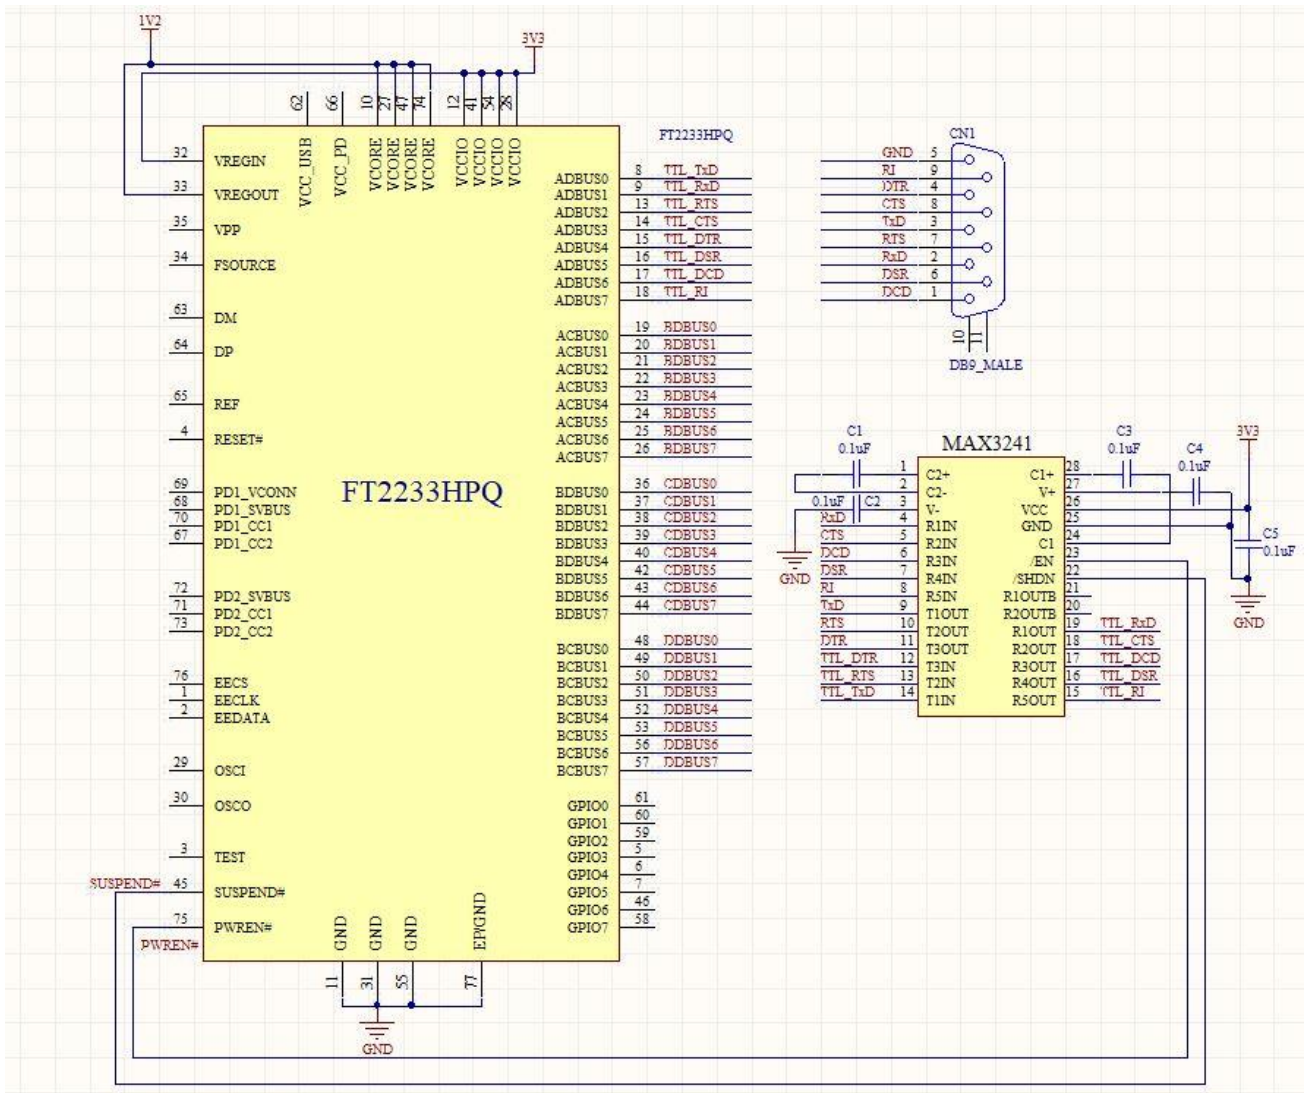 1V2
3V3
62
66
10
27
47
74
12
41
54
28
VCC_USB
VCC_PD
VCORE
VCORE
VCORE
VCORE
VCCIO
VCCIO
VCCIO
VCCIO
32 VREGIN
33 VREGOUT
35 VPP
34 FSOURCE
63 DM
64 DP
65 REF
4 RESET#
69 PD1_VCONN
68 PD1_SVBUS
70 PD1_CC1
67 PD1_CC2
72 PD2_SVBUS
71 PD2_CC1
73 PD2_CC2
76 EECS
1 EECLK
2 EEDATA
29 OSCI
30 OSCO
3 TEST
SUSPEND# 45 SUSPEND#
75 PWREN#
PWREN#
FT2233HPQ
FT2233HPQ
ADBUS0 8 TTL_TxD
ADBUS1 9 TTL_RxD
ADBUS2 13 TTL_RTS
ADBUS3 14 TTL_CTS
ADBUS4 15 TTL_DTR
ADBUS5 16 TTL_DSR
ADBUS6 17 TTL_DCD
ADBUS7 18 TTL_RI
ACBUS0 19 BDBUS0
ACBUS1 20 BDBUS1
ACBUS2 21 BDBUS2
ACBUS3 22 BDBUS3
ACBUS4 23 BDBUS4
ACBUS5 24 BDBUS5
ACBUS6 25 BDBUS6
ACBUS7 26 BDBUS7
BDBUS0 36 CDBUS0
BDBUS1 37 CDBUS1
BDBUS2 38 CDBUS2
BDBUS3 39 CDBUS3
BDBUS4 40 CDBUS4
BDBUS5 42 CDBUS5
BDBUS6 43 CDBUS6
BDBUS7 44 CDBUS7
BCBUS0 48 DDBUS0
BCBUS1 49 DDBUS1
BCBUS2 50 DDBUS2
BCBUS3 51 DDBUS3
BCBUS4 52 DDBUS4
BCBUS5 53 DDBUS5
BCBUS6 56 DDBUS6
BCBUS7 57 DDBUS7
GPIO0 61
GPIO1 60
GPIO2 59
GPIO3 5
GPIO4 6
GPIO5 7
GPIO6 46
GPIO7 58
GND
GND
GND
EP/GND
11
31
55
77
GND
CN1
GND 5
RI 9
DTR 4
CTS 8
TxD 3
RTS 7
RxD 2
DSR 6
DCD 1
10
11
DB9_MALE
MAX3241
C1
0.1uF
0.1uF C2
GND
C3
0.1uF
C4
0.1uF
3V3
C5
0.1uF
GND
1 C2+
2 C2-
3 V-
RxD 4 R1IN
CTS 5 R2IN
DCD 6 R3IN
DSR 7 R4IN
RI 8 R5IN
TxD 9 T1OUT
RTS 10 T2OUT
DTR 11 T3OUT
TTL_DTR 12 T3IN
TTL_RTS 13 T2IN
TTL_TxD 14 T1IN
C1+ 28
V+ 27
VCC 26
GND 25
C1 24
/EN 23
/SHDN 22
R1OUTB 21
R2OUTB 20
R1OUT 19 TTL_RxD
R2OUT 18 TTL_CTS
R3OUT 17 TTL_DCD
R4OUT 16 TTL_DSR
R5OUT 15 TTL_RI